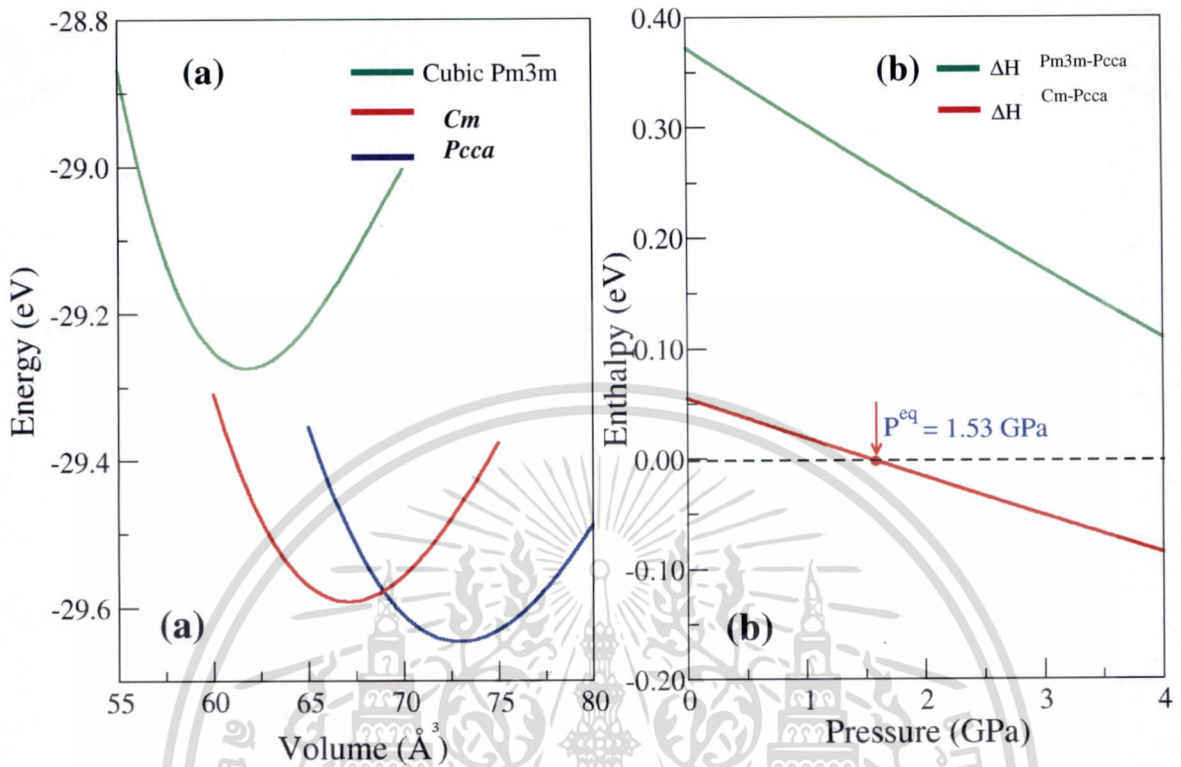 (a)
Cubic Pm3̅m
Cm
Pcca
-28.8
-29.0
-29.2
-29.4
-29.6
Energy (eV)
(a)
55
60
65
70
75
80
Volume (Å³)
(b)
ΔH Pm3m-Pcca
ΔH Cm-Pcca
0.40
0.30
0.20
0.10
0.00
-0.10
-0.20
Enthalpy (eV)
P^eq = 1.53 GPa
(b)
0
1
2
3
4
Pressure (GPa)